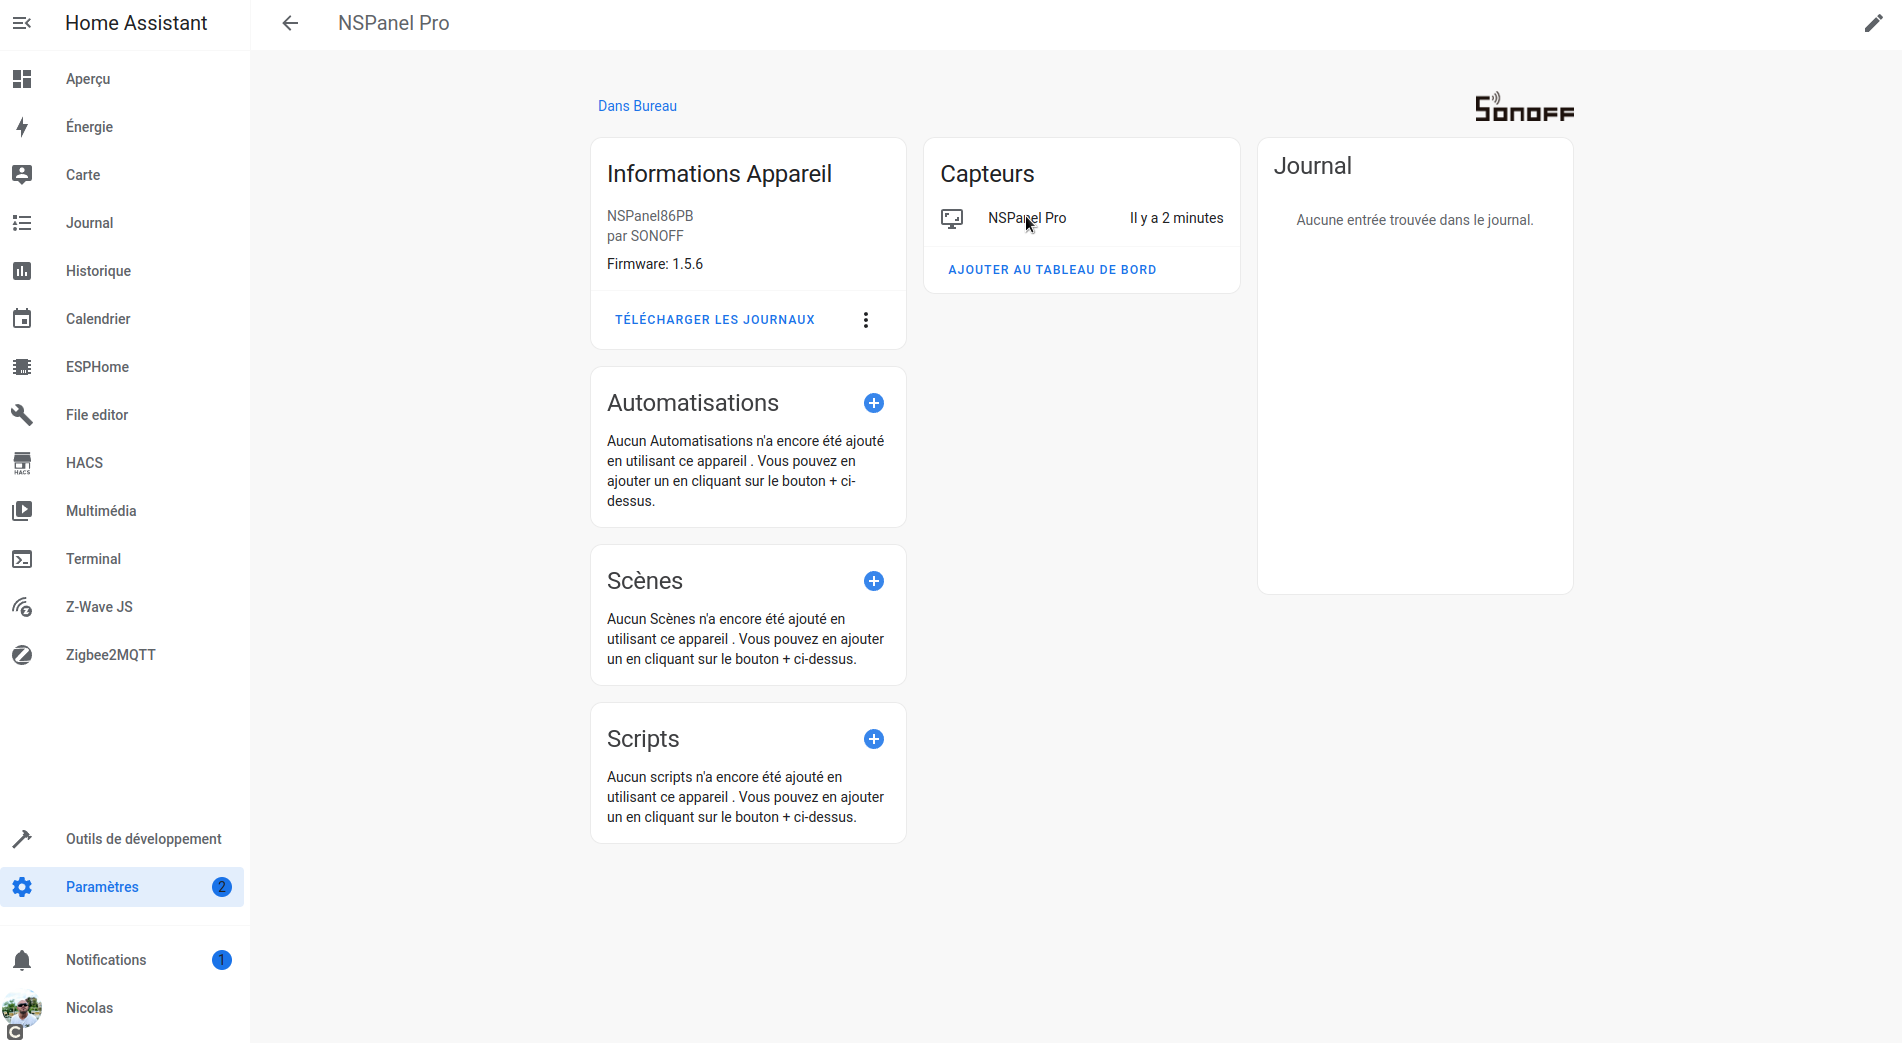 Home Assistant
NSPanel Pro
Aperçu
Énergie
Carte
Journal
Historique
Calendrier
ESPHome
File editor
HACS
HACS
Multimédia
Terminal
Z-Wave JS
Zigbee2MQTT
Outils de développement
Paramètres
2
Notifications
1
Nicolas
Dans Bureau
SONOFF
Informations Appareil
NSPanel86PB
par SONOFF
Firmware: 1.5.6
TÉLÉCHARGER LES JOURNAUX
Automatisations
Aucun Automatisations n'a encore été ajouté
en utilisant ce appareil . Vous pouvez en
ajouter un en cliquant sur le bouton + ci-
dessus.
Scènes
Aucun Scènes n'a encore été ajouté en
utilisant ce appareil . Vous pouvez en ajouter
un en cliquant sur le bouton + ci-dessus.
Scripts
Aucun scripts n'a encore été ajouté en
utilisant ce appareil . Vous pouvez en ajouter
un en cliquant sur le bouton + ci-dessus.
Capteurs
NSPanel Pro Il y a 2 minutes
AJOUTER AU TABLEAU DE BORD
Journal
Aucune entrée trouvée dans le journal.